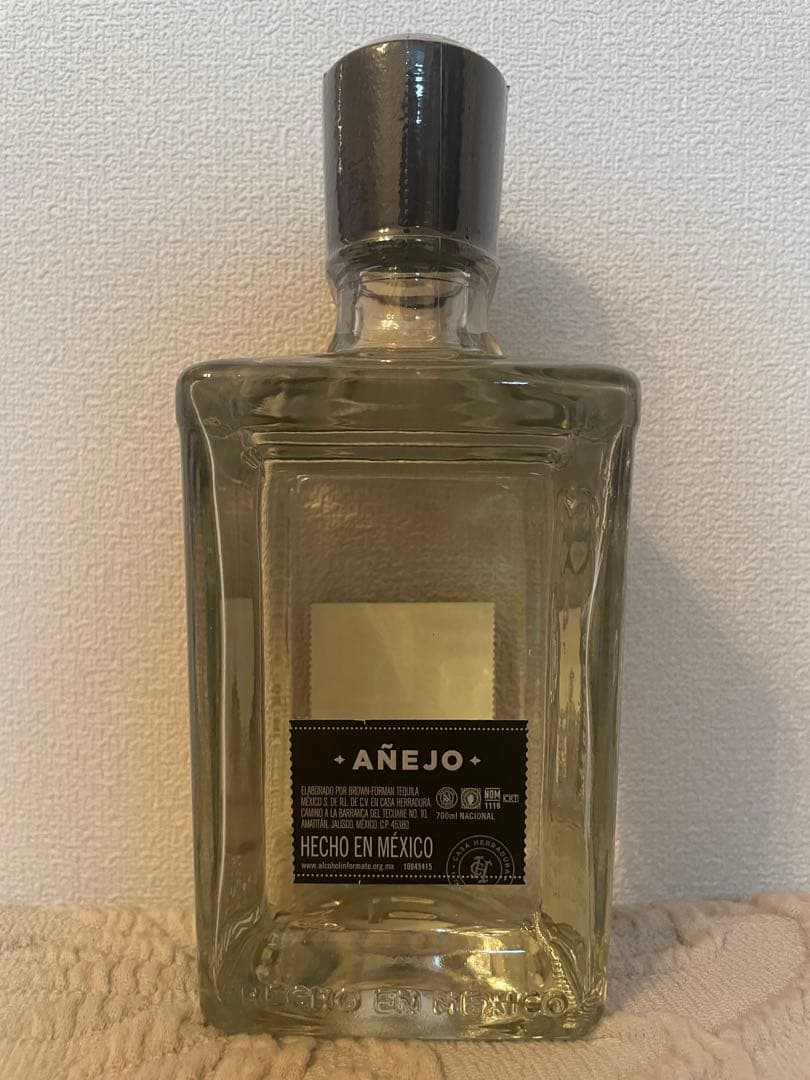 AÑEJO
ELABORADO POR BROWN-FORMAN TEQUILA
MÉXICO S. DE R.L. DE C.V. EN CASA HERRADURA.
CAMINO A LA BARRANCA DEL TECUANE NO. 10,
AMATITÁN, JALISCO, MÉXICO. C.P. 45380
NOM
1119
CRT
700ml NACIONAL
HECHO EN MÉXICO
www.alcoholinformate.org.mx 10043415
CASA HERRADURA
HECHO EN MEXICO